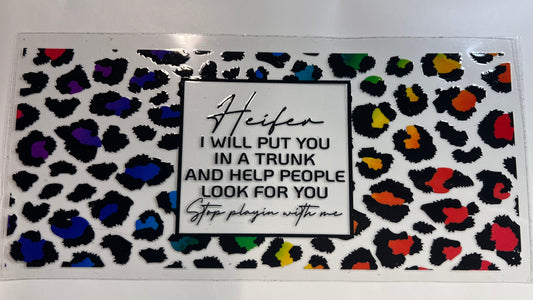 Heifer
I WILL PUT YOU
IN A TRUNK
AND HELP PEOPLE
LOOK FOR YOU
Stop playin with me